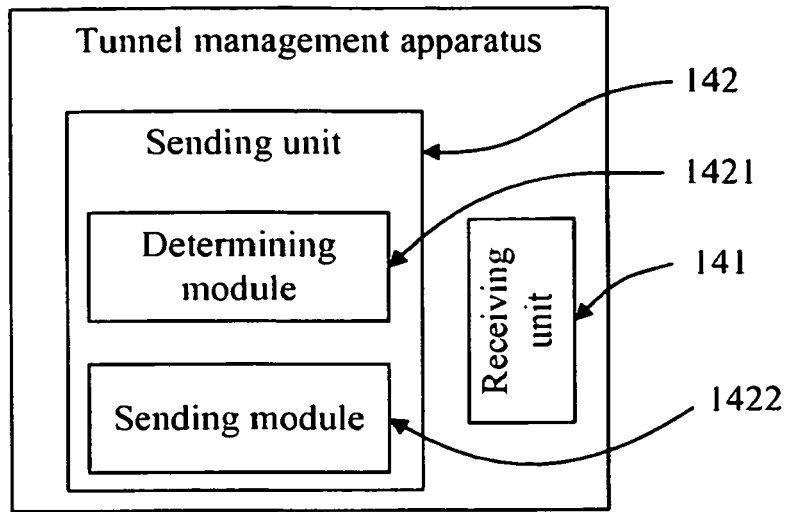 Tunnel management apparatus
142
Sending unit
1421
Determining
module
141
Receiving
unit
1422
Sending module